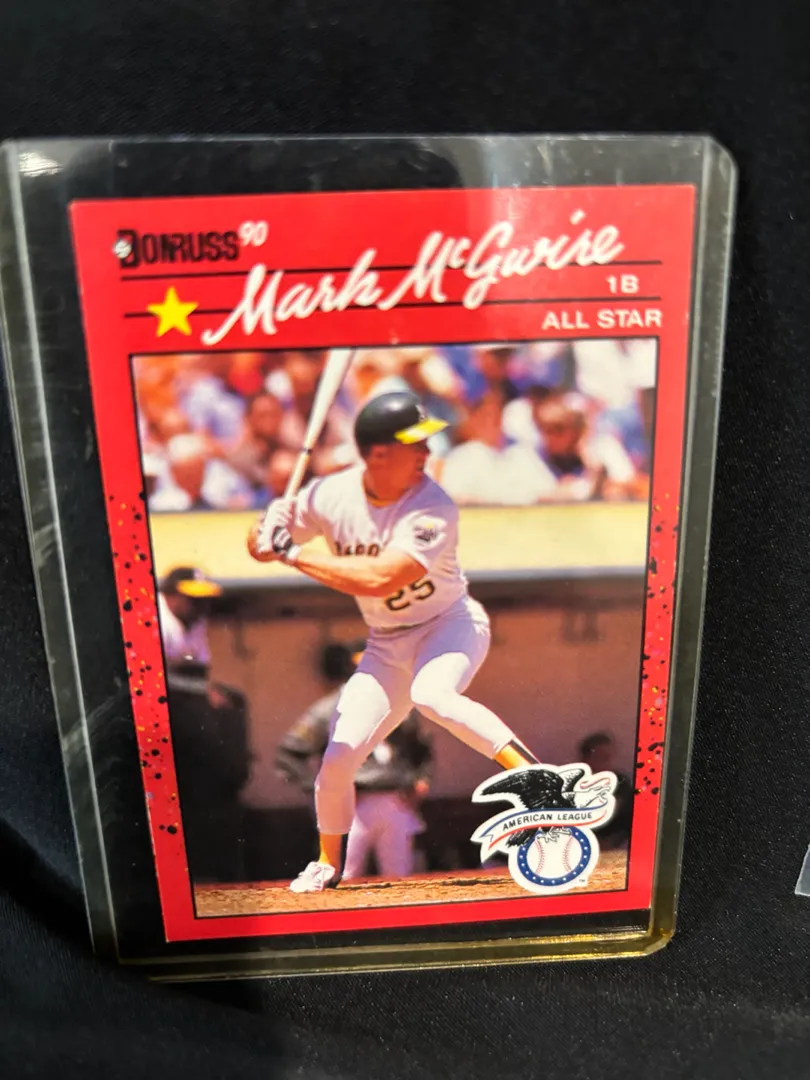 DONRUSS 90
Mark McGwire
1B
ALL STAR
25
AMERICAN LEAGUE